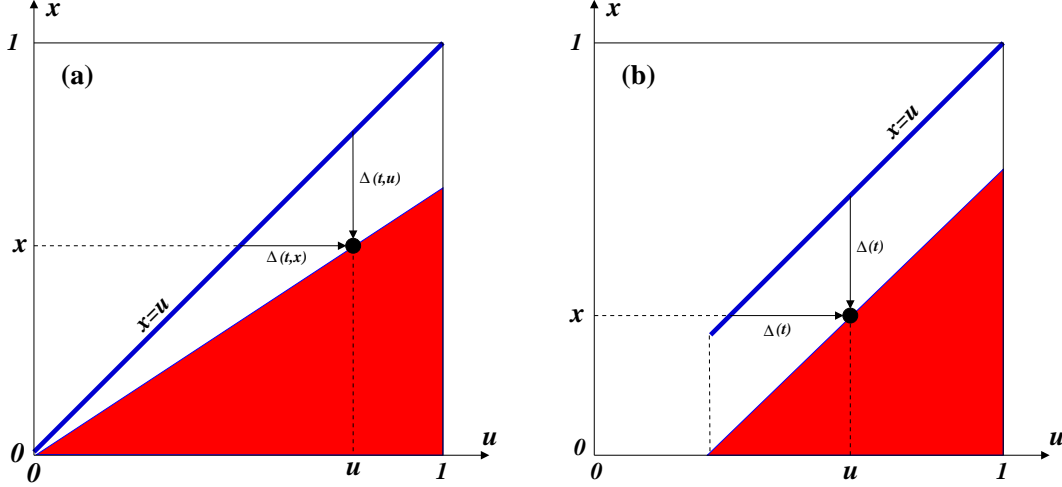 x
1
(a)
Δ(t,u)
x
Δ(t,x)
x=u
0
0
u
1
u
x
1
(b)
x=u
Δ(t)
x
Δ(t)
0
0
u
1
u